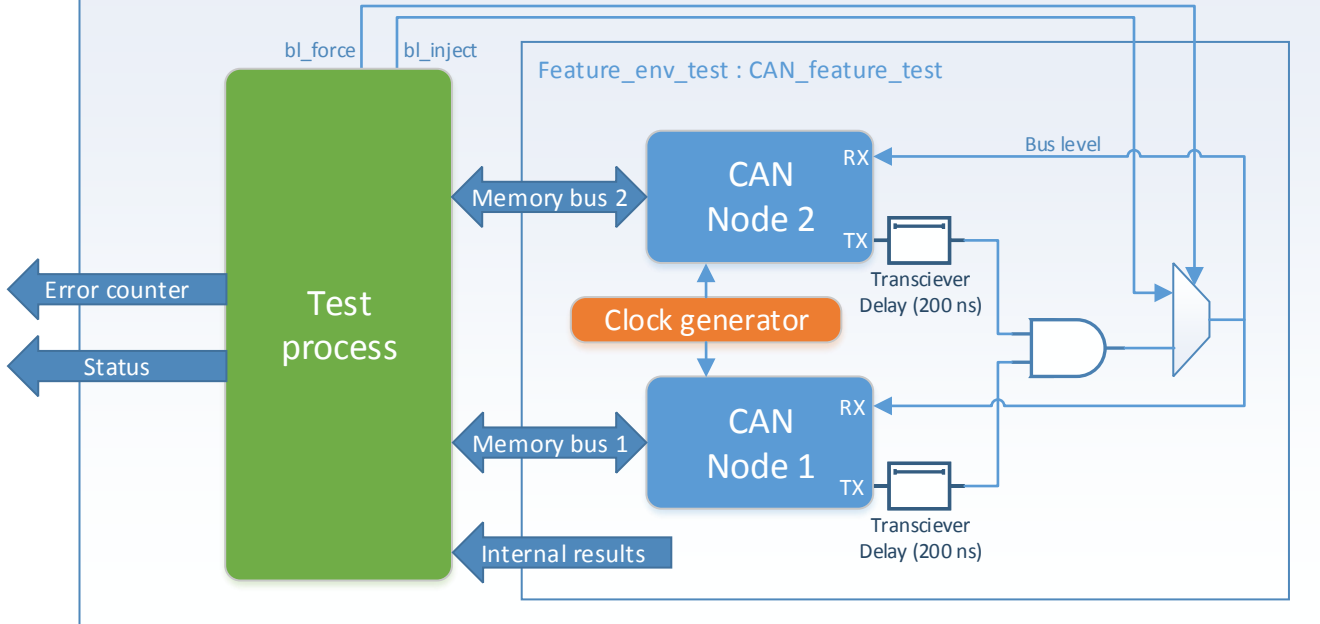 bl_force
bl_inject
Feature_env_test : CAN_feature_test
Bus level
CAN
Node 2
RX
TX
Memory bus 2
Transciever
Delay (200 ns)
Error counter
Test
process
Clock generator
Status
CAN
Node 1
RX
TX
Memory bus 1
Transciever
Delay (200 ns)
Internal results